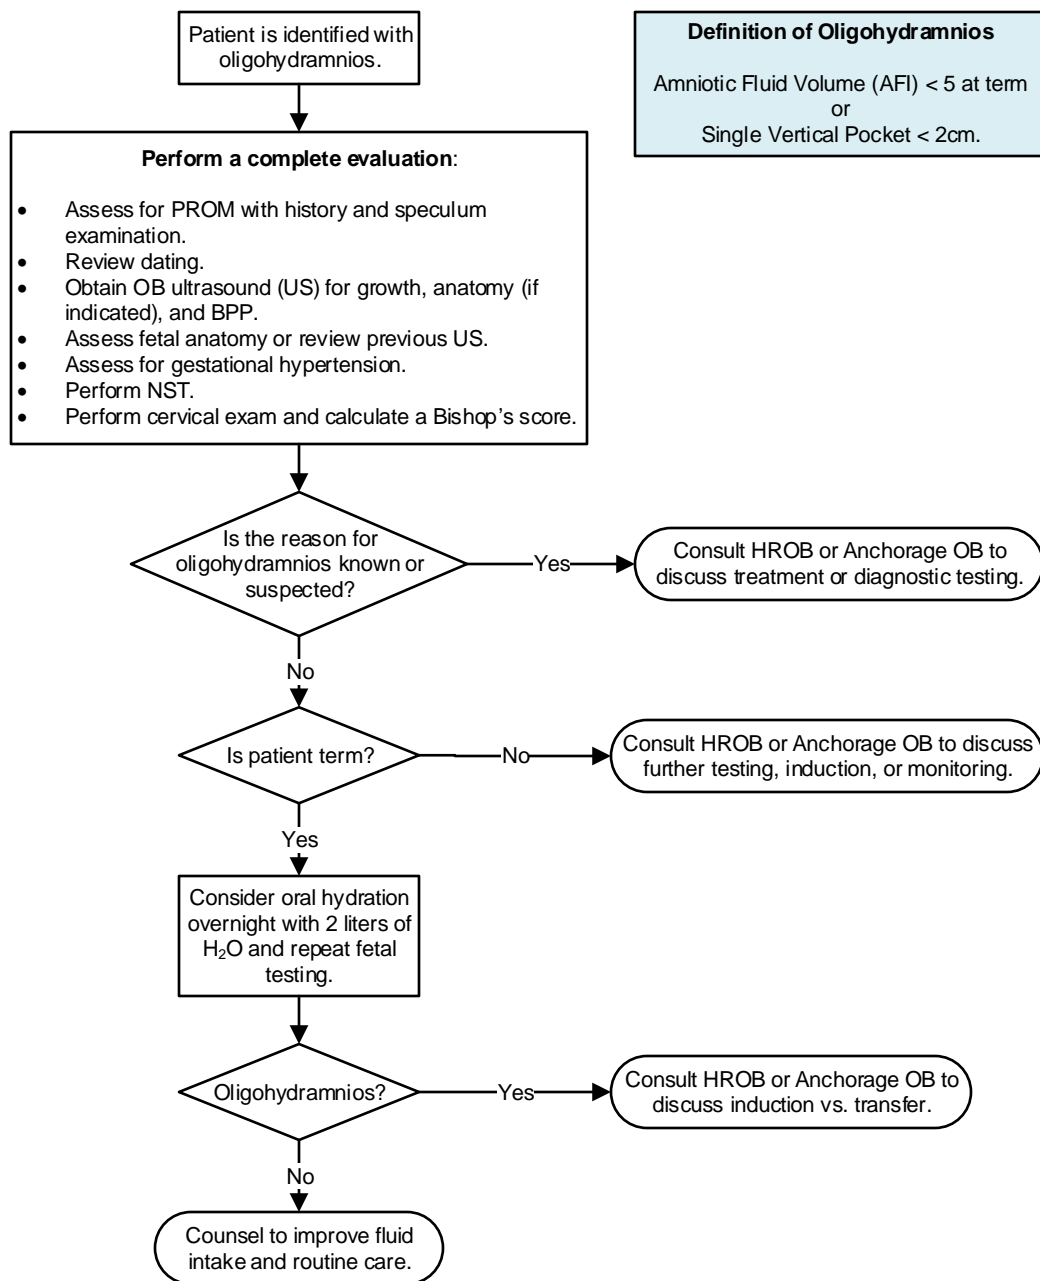 Patient is identified with
oligohydramnios.
Definition of Oligohydramnios
Amniotic Fluid Volume (AFI) < 5 at term
or
Single Vertical Pocket < 2cm.
Perform a complete evaluation:
• Assess for PROM with history and speculum
examination.
• Review dating.
• Obtain OB ultrasound (US) for growth, anatomy (if
indicated), and BPP.
• Assess fetal anatomy or review previous US.
• Assess for gestational hypertension.
• Perform NST.
• Perform cervical exam and calculate a Bishop’s score.
Is the reason for
oligohydramnios known or
suspected?
Yes
Consult HROB or Anchorage OB to
discuss treatment or diagnostic testing.
No
Is patient term?
No
Consult HROB or Anchorage OB to discuss
further testing, induction, or monitoring.
Yes
Consider oral hydration
overnight with 2 liters of
H₂O and repeat fetal
testing.
Oligohydramnios?
Yes
Consult HROB or Anchorage OB to
discuss induction vs. transfer.
No
Counsel to improve fluid
intake and routine care.